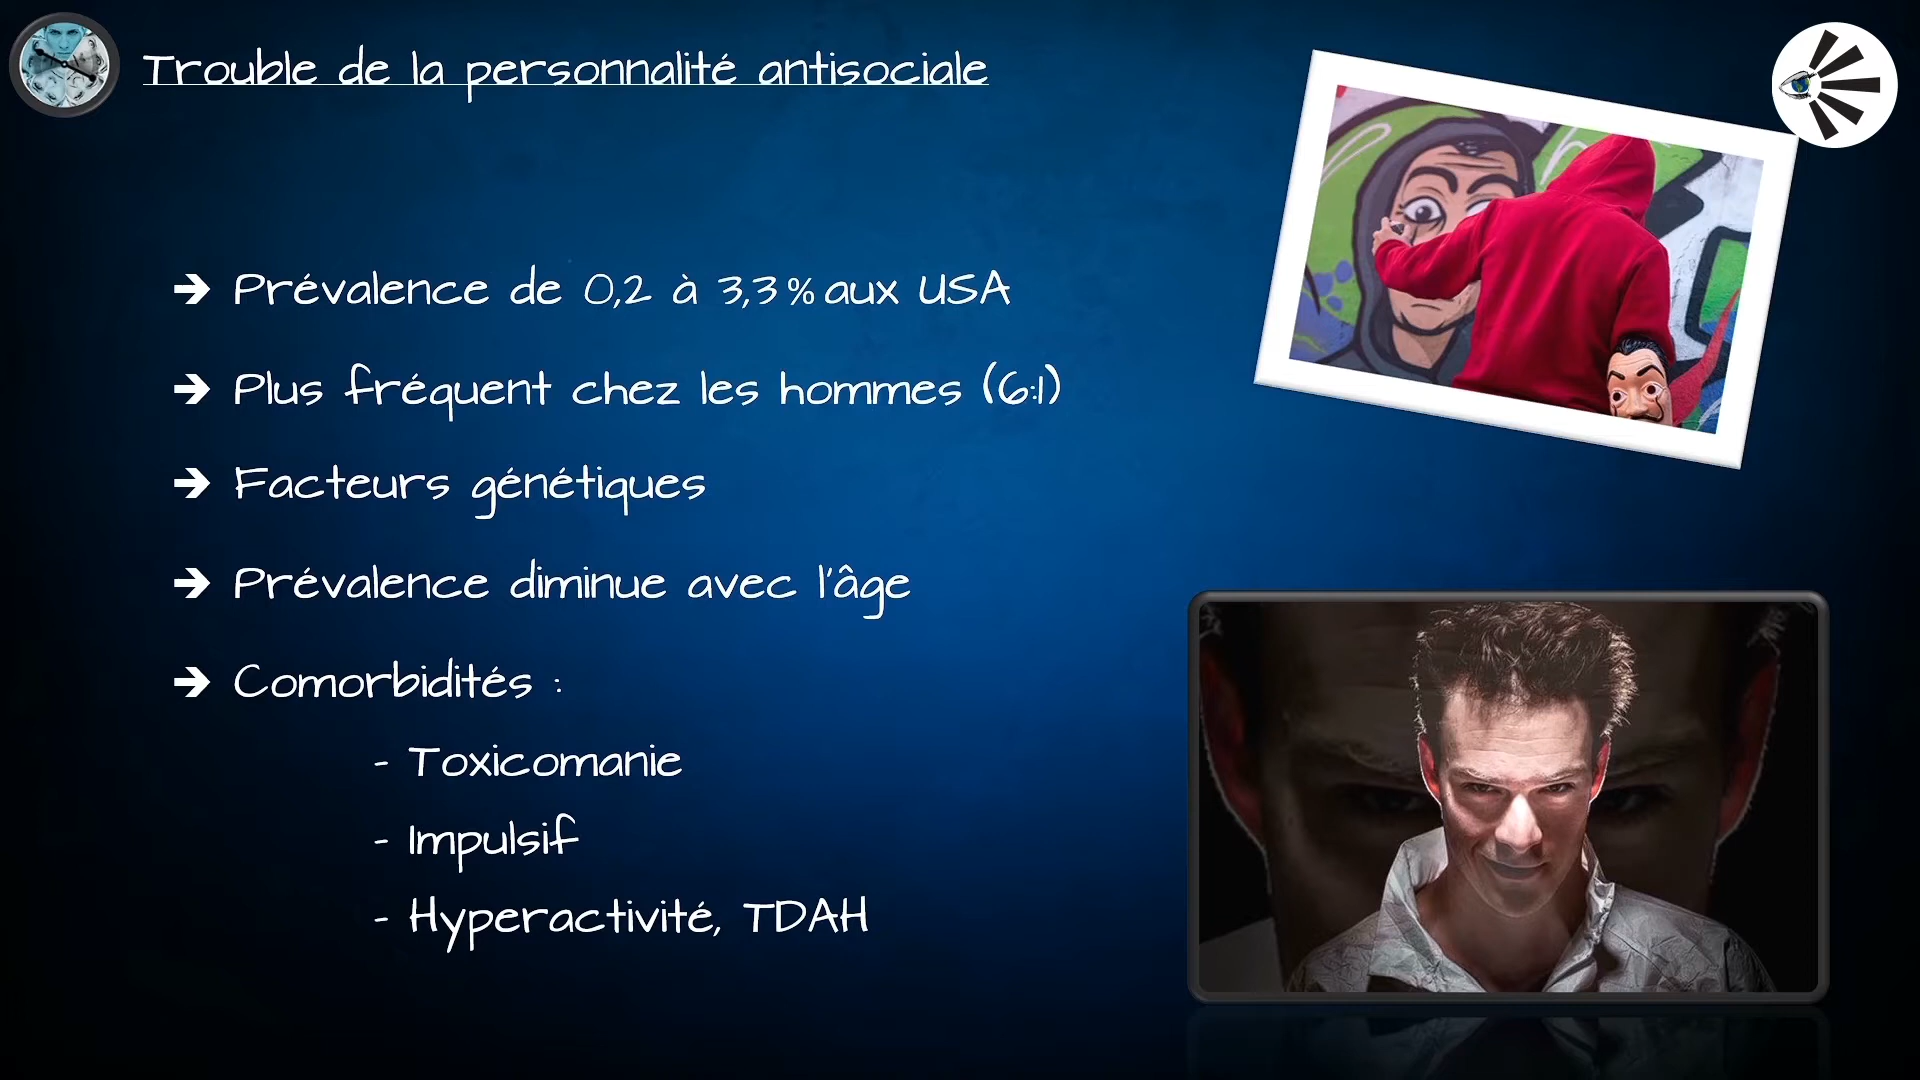 Trouble de la personnalité antisociale
➔ Prévalence de 0,2 à 3,3 % aux USA
➔ Plus fréquent chez les hommes (6:1)
➔ Facteurs génétiques
➔ Prévalence diminue avec l'âge
➔ Comorbidités :
- Toxicomanie
- Impulsif
- Hyperactivité, TDAH